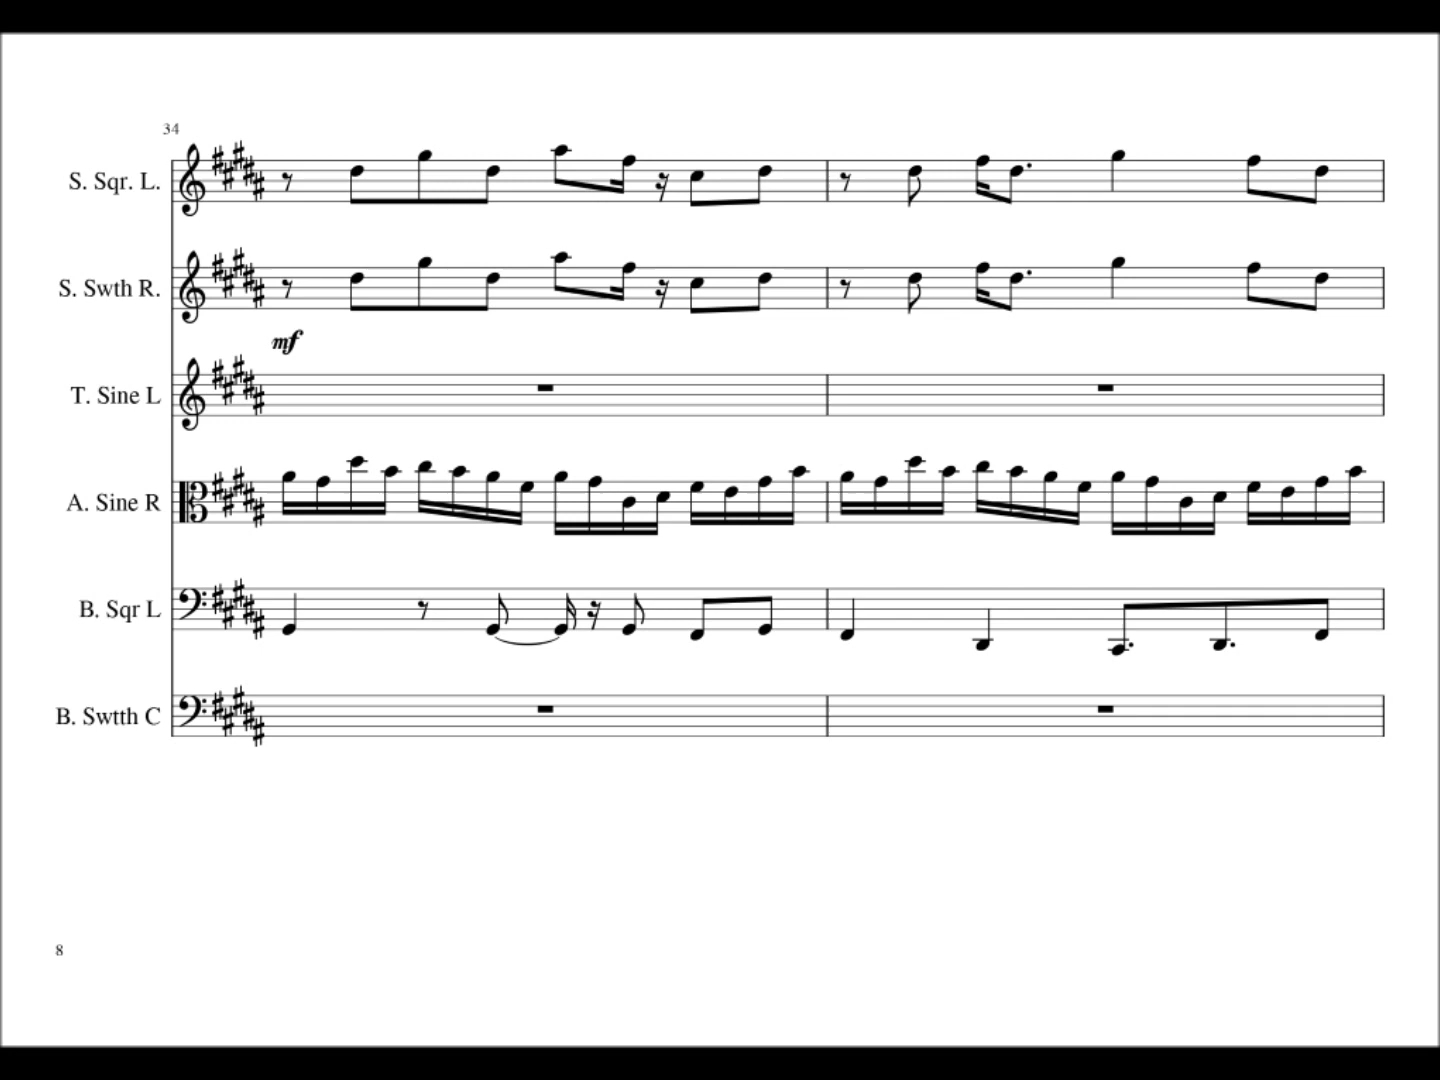 34
S. Sqr. L.
S. Swth R.
mf
T. Sine L
A. Sine R
B. Sqr L
B. Swtth C
8